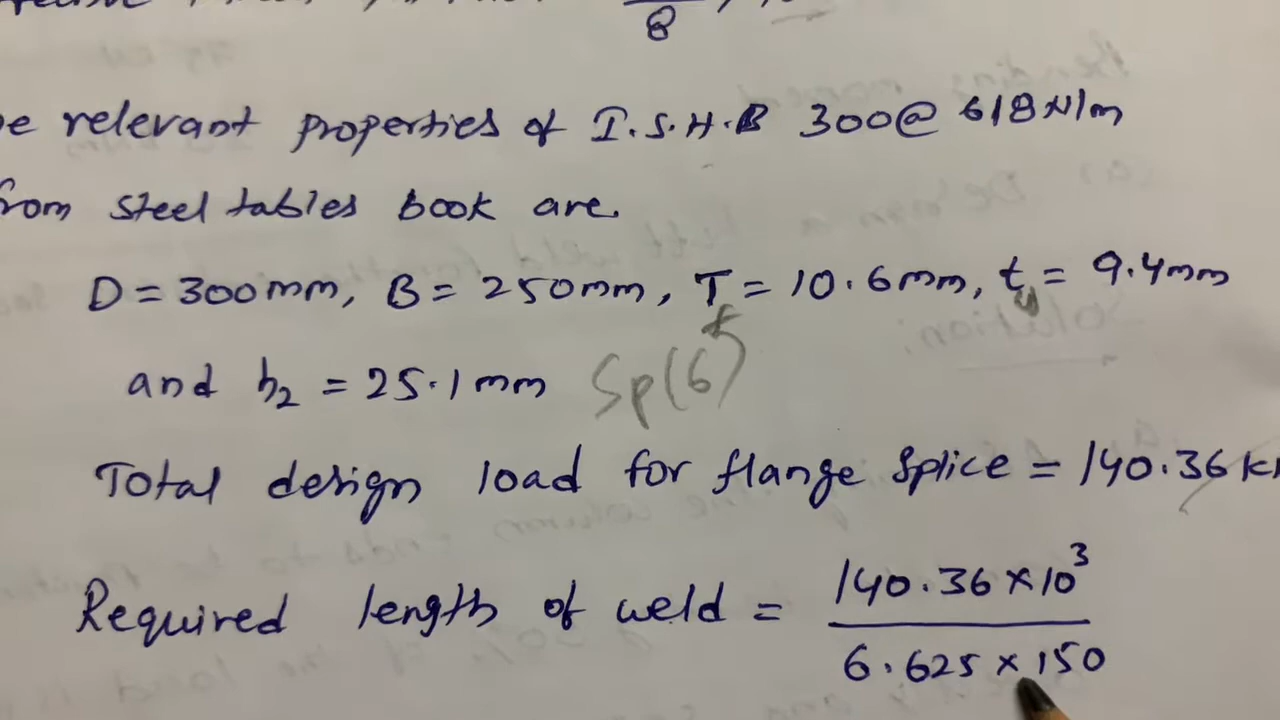 8
relevant properties of I.S.H.B 300@ 618N/m
from steel tables book are.
D = 300mm, B = 250mm, T = 10.6mm, t = 9.4mm
and h₂ = 25.1mm Sp(6)
Total design load for flange splice = 140.36 k
Required length of weld = 140.36 × 10³
6.625 × 150